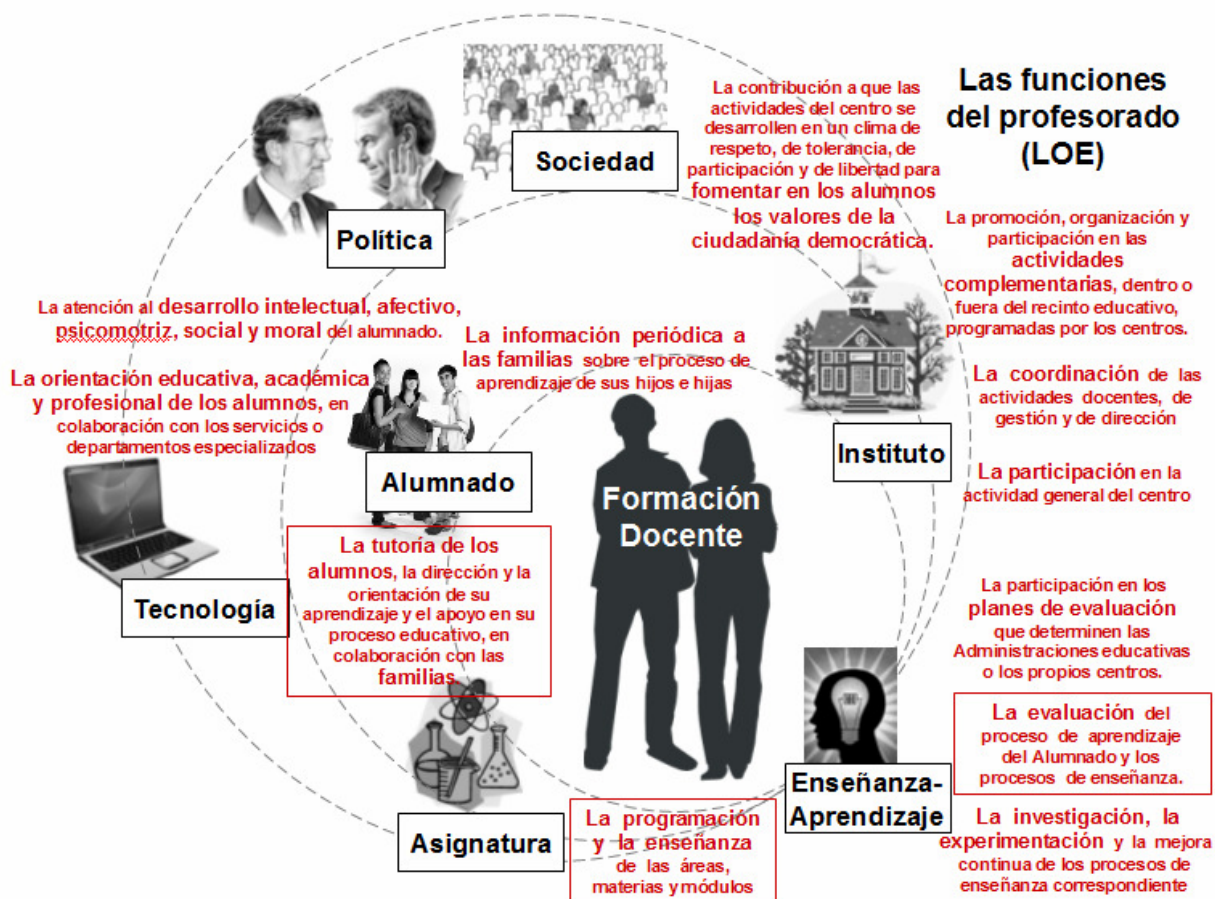 Las funciones
del profesorado
(LOE)
La contribución a que las
actividades del centro se
desarrollen en un clima de
respeto, de tolerancia, de
participación y de libertad para
fomentar en los alumnos
los valores de la
ciudadanía democrática.
Sociedad
Política
La promoción, organización y
participación en las
actividades
complementarias, dentro o
fuera del recinto educativo,
programadas por los centros.
La atención al desarrollo intelectual, afectivo,
psicomotriz, social y moral del alumnado.
La información periódica a
las familias sobre el proceso de
aprendizaje de sus hijos e hijas
La orientación educativa, académica
y profesional de los alumnos, en
colaboración con los servicios o
departamentos especializados
La coordinación de las
actividades docentes, de
gestión y de dirección
Instituto
Alumnado
La participación en la
actividad general del centro
Formación
Docente
La tutoría de los
alumnos, la dirección y la
orientación de su
aprendizaje y el apoyo en su
proceso educativo, en
colaboración con las
familias
Tecnología
La participación en los
planes de evaluación
que determinen las
Administraciones educativas
o los propios centros.
La evaluación del
proceso de aprendizaje
del Alumnado y los
procesos de enseñanza.
Enseñanza-
Aprendizaje
Asignatura
La programación
y la enseñanza
de las áreas,
materias y módulos
La investigación, la
experimentación y la mejora
continua de los procesos de
enseñanza correspondiente